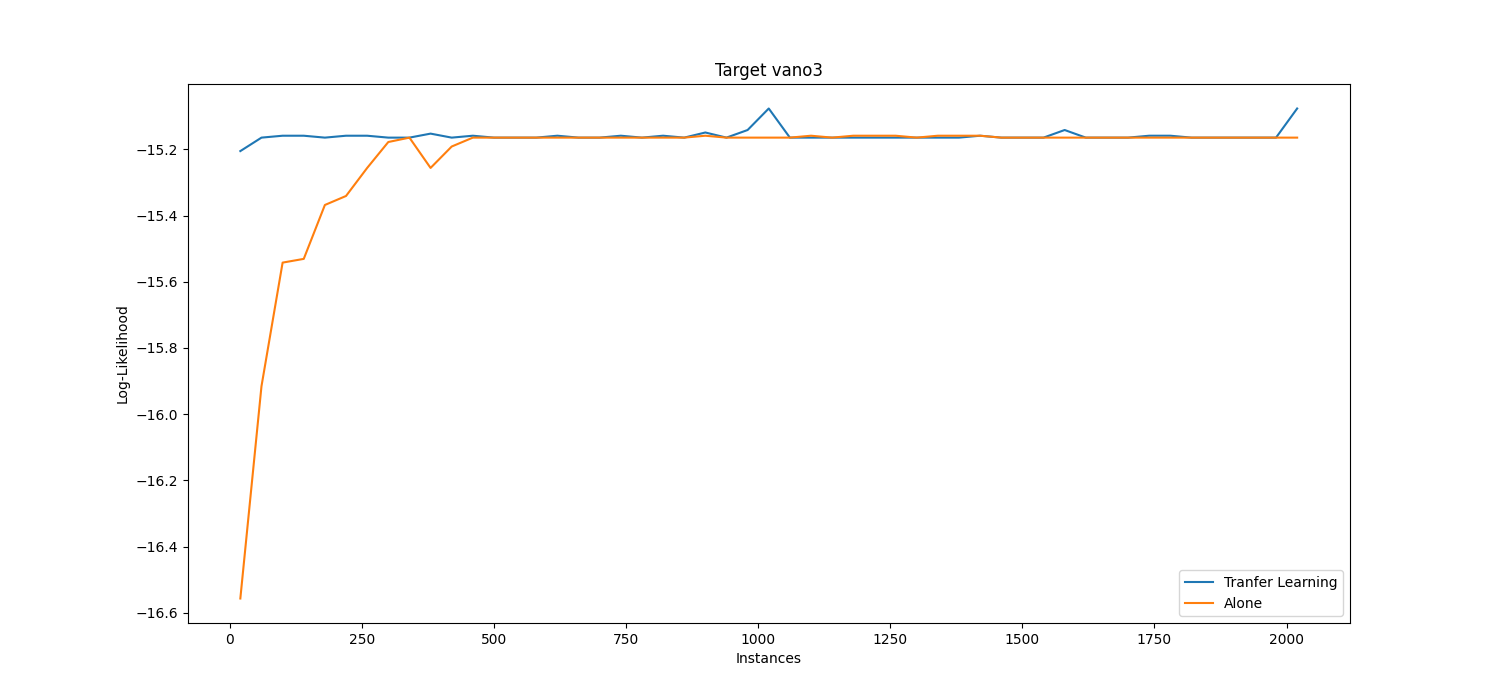 Target vano3
Log-Likelihood
−15.2
−15.4
−15.6
−15.8
−16.0
−16.2
−16.4
−16.6
0 250 500 750 1000 1250 1500 1750 2000
Instances
Tranfer Learning
Alone